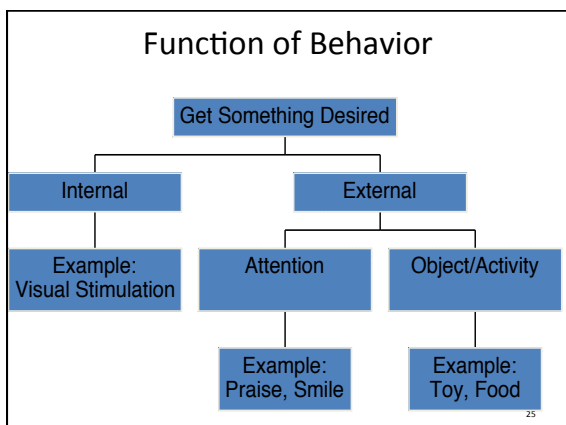 Function of Behavior
Get Something Desired
Internal
External
Example:
Visual Stimulation
Attention
Object/Activity
Example:
Praise, Smile
Example:
Toy, Food
25